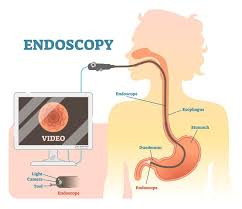 ENDOSCOPY
Endoscope
Esophagus
Stomach
VIDEO
Duodenum
Light
Camera
Tool
Endoscope
Endoscope